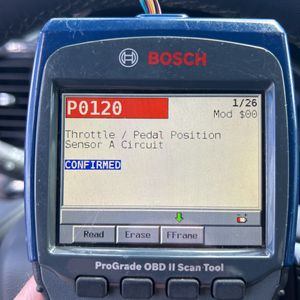 BOSCH
P0120
1/26
Mod $00
Throttle / Pedal Position
Sensor A Circuit
CONFIRMED
Read Erase FFrame
ProGrade OBD II Scan Tool